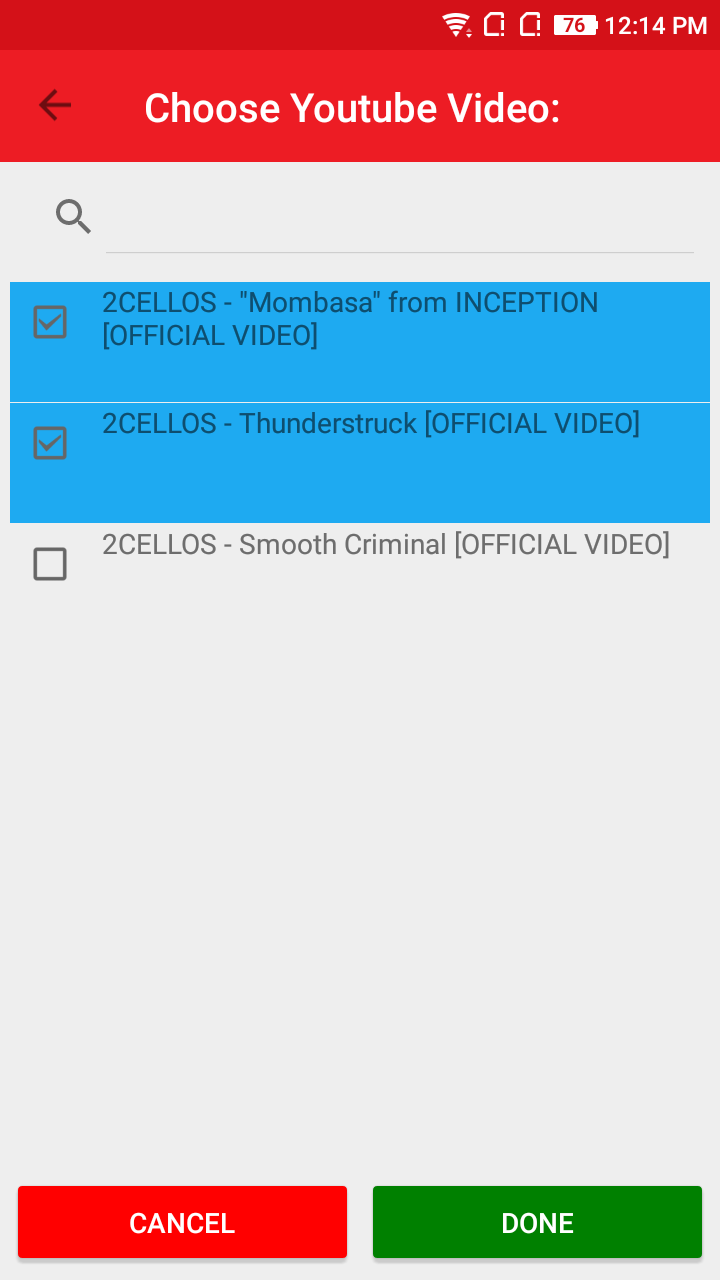 76 12:14 PM
Choose Youtube Video:
2CELLOS - "Mombasa" from INCEPTION
[OFFICIAL VIDEO]
2CELLOS - Thunderstruck [OFFICIAL VIDEO]
2CELLOS - Smooth Criminal [OFFICIAL VIDEO]
CANCEL
DONE